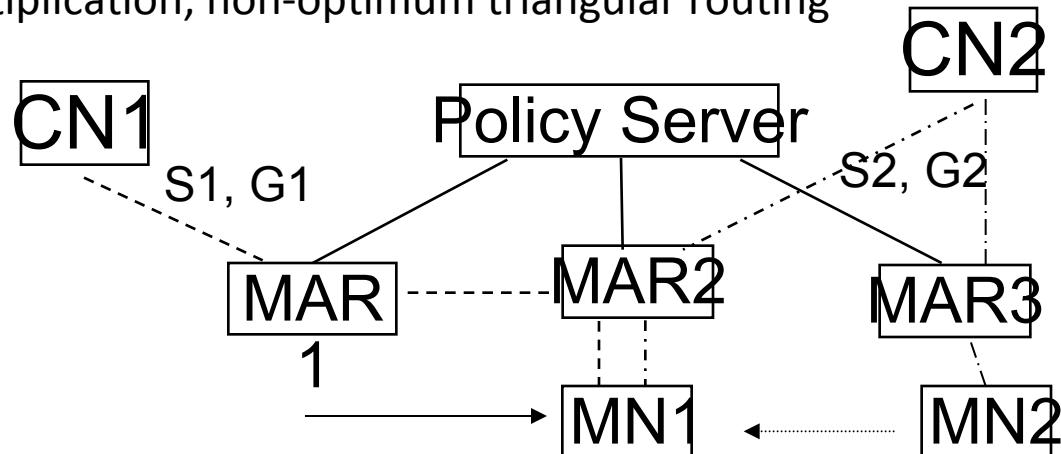 tiplication, non-optimum triangular routing
CN2
CN1
Policy Server
S1, G1
S2, G2
MAR
1
MAR2
MAR3
MN1
MN2